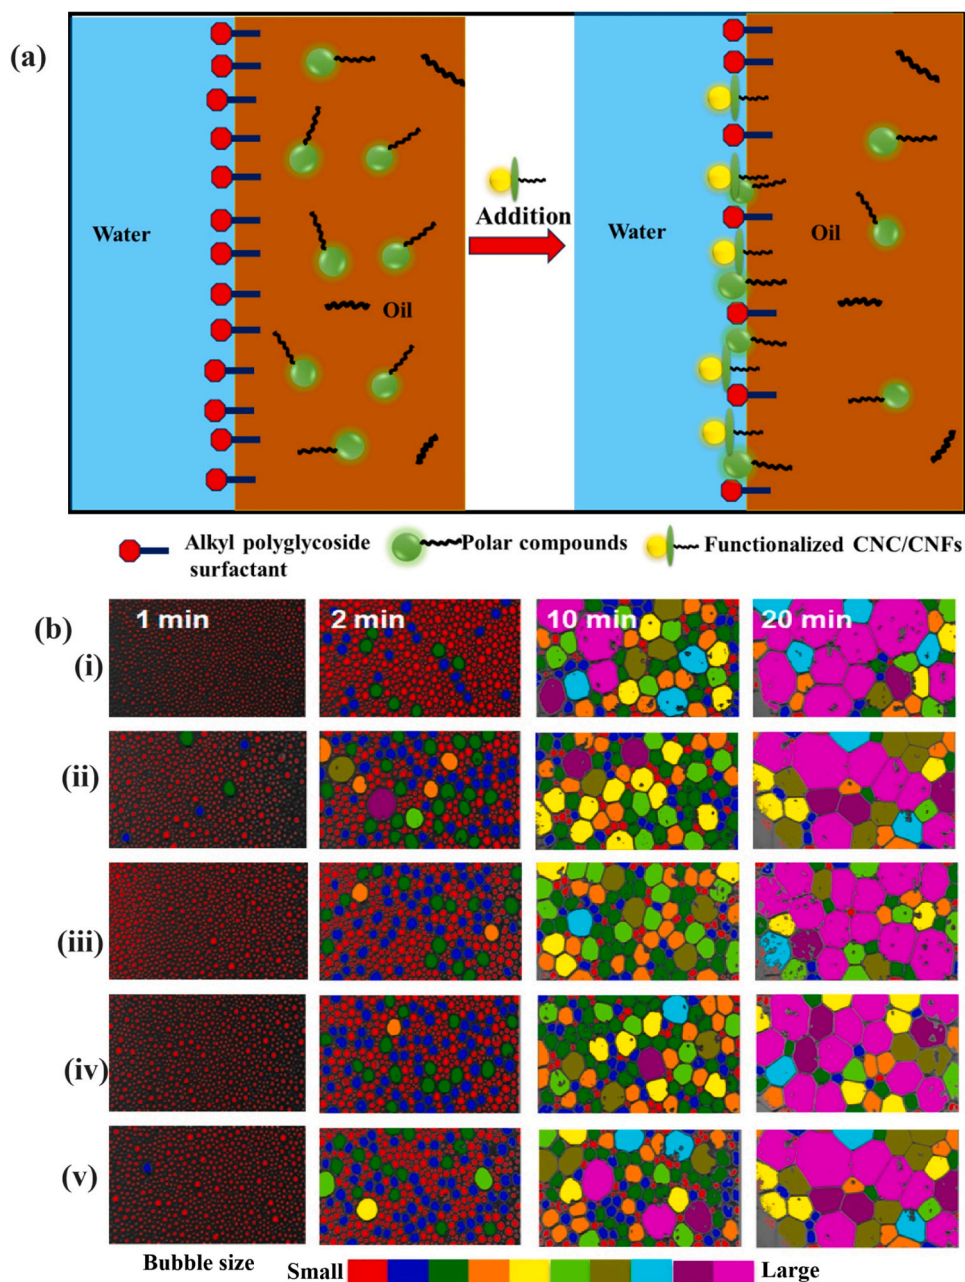 (a)
Water
Oil
Addition
Water
Oil
Alkyl polyglycoside
surfactant
Polar compounds
Functionalized CNC/CNFs
(b)
1 min
2 min
10 min
20 min
(i)
(ii)
(iii)
(iv)
(v)
Bubble size
Small
Large